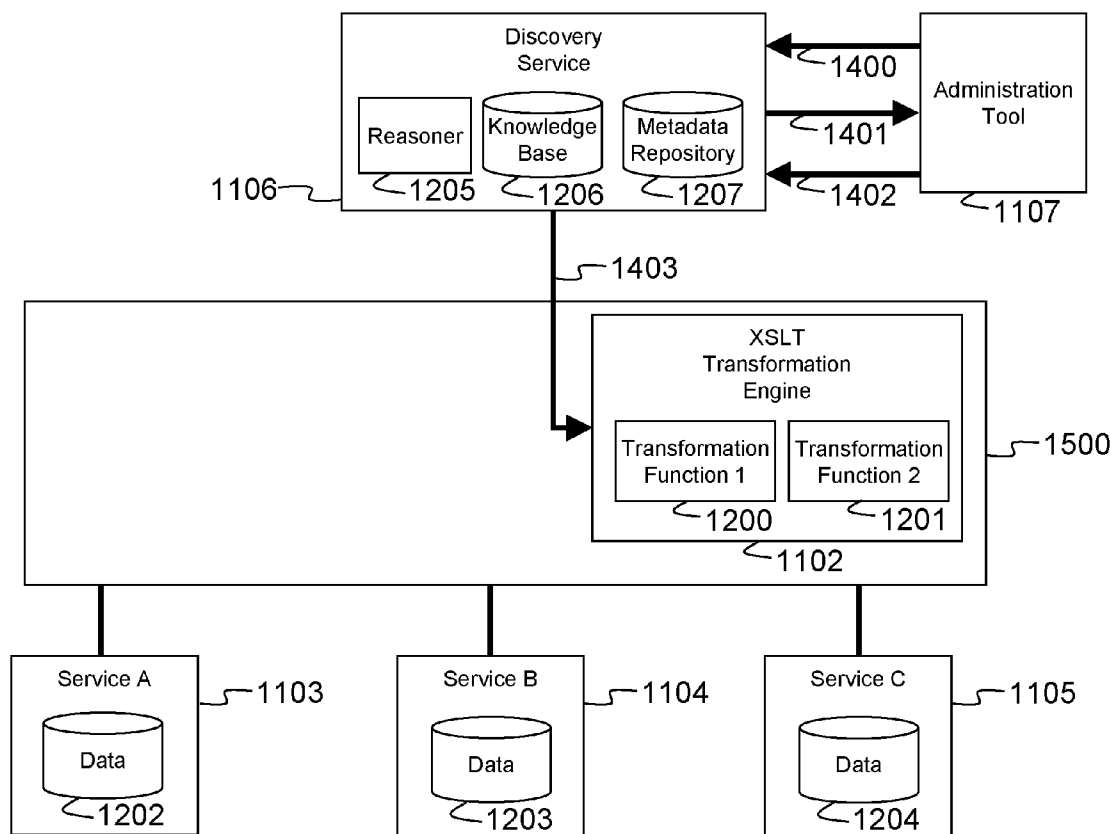 Discovery
Service
Reasoner
Knowledge
Base
Metadata
Repository
1205
1206
1207
1106
1400
1401
1402
Administration
Tool
1107
1403
XSLT
Transformation
Engine
Transformation
Function 1
Transformation
Function 2
1200
1201
1102
1500
Service A
Data
1202
1103
Service B
Data
1203
1104
Service C
Data
1204
1105